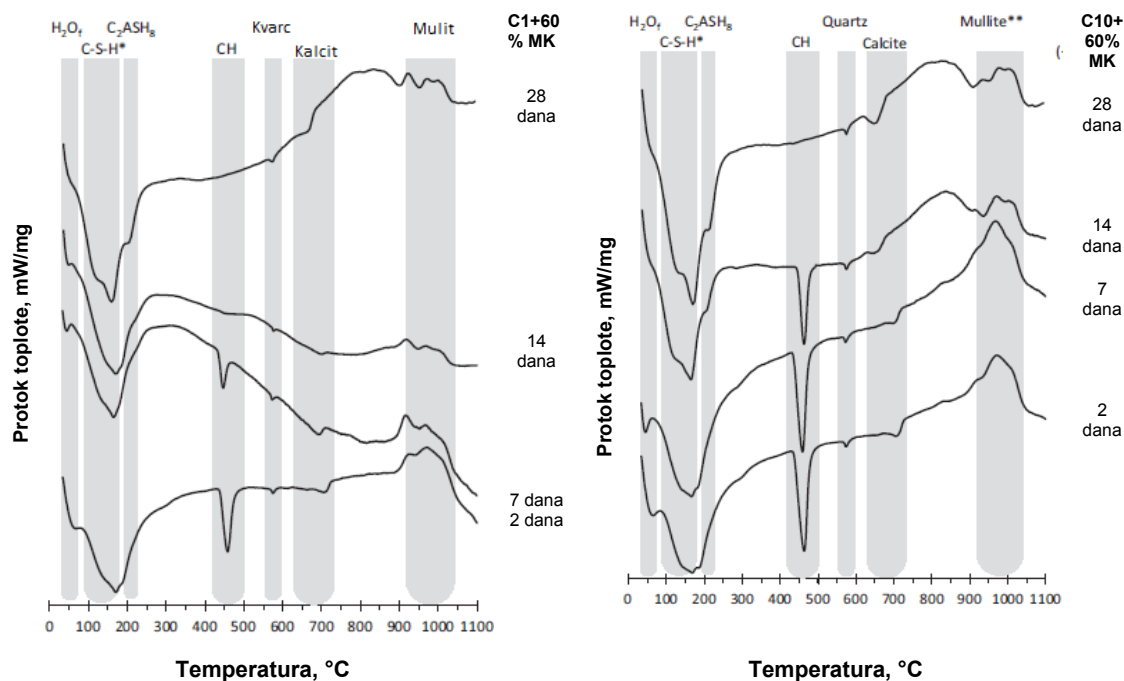 H₂Of C₂ASH₈ Kvarc Mulit
C-S-H* CH Kalcit
C1+60
% MK
28
dana
14
dana
7 dana
2 dana
Protok toplote, mW/mg
0 100 200 300 400 500 600 700 800 900 1000 1100
Temperatura, °C
H₂Of C₂ASH₈ Quartz Mullite**
C-S-H* CH Calcite (-
C10+
60%
MK
28
dana
14
dana
7
dana
2
dana
Protok toplote, mW/mg
0 100 200 300 400 500 600 700 800 900 1000 1100
Temperatura, °C